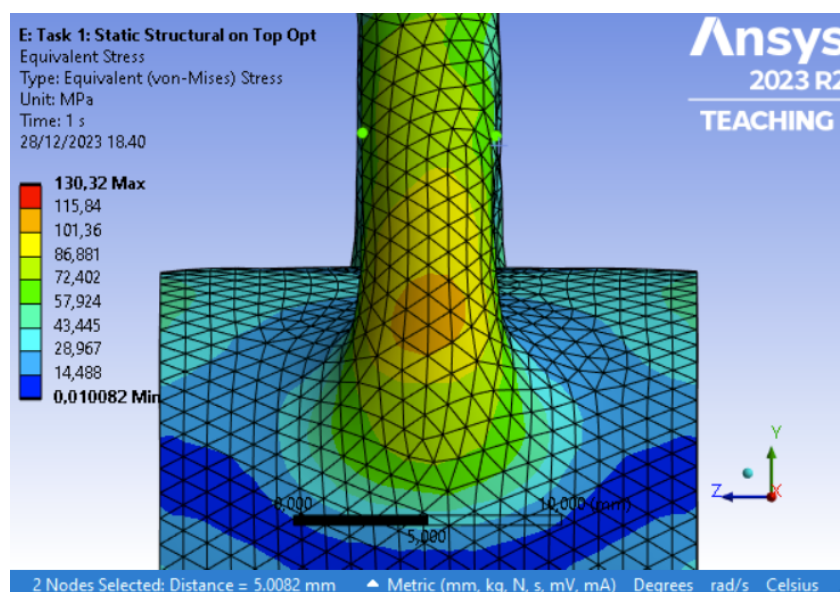 E: Task 1: Static Structural on Top Opt
Equivalent Stress
Type: Equivalent (von-Mises) Stress
Unit: MPa
Time: 1 s
28/12/2023 18.40
130,32 Max
115,84
101,36
86,881
72,402
57,924
43,445
28,967
14,488
0,010082 Min
Ansys
2023 R2
TEACHING
0,000
10,000 (mm)
5,000
Y
Z
X
2 Nodes Selected: Distance = 5.0082 mm
Metric (mm, kg, N, s, mV, mA) Degrees rad/s Celsius